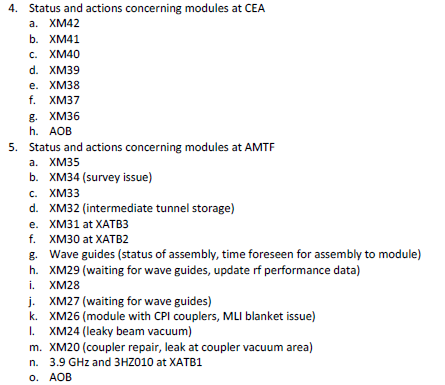 4. Status and actions concerning modules at CEA
a. XM42
b. XM41
c. XM40
d. XM39
e. XM38
f. XM37
g. XM36
h. AOB
5. Status and actions concerning modules at AMTF
a. XM35
b. XM34 (survey issue)
c. XM33
d. XM32 (intermediate tunnel storage)
e. XM31 at XATB3
f. XM30 at XATB2
g. Wave guides (status of assembly, time foreseen for assembly to module)
h. XM29 (waiting for wave guides, update rf performance data)
i. XM28
j. XM27 (waiting for wave guides)
k. XM26 (module with CPI couplers, MLI blanket issue)
l. XM24 (leaky beam vacuum)
m. XM20 (coupler repair, leak at coupler vacuum area)
n. 3.9 GHz and 3HZ010 at XATB1
o. AOB